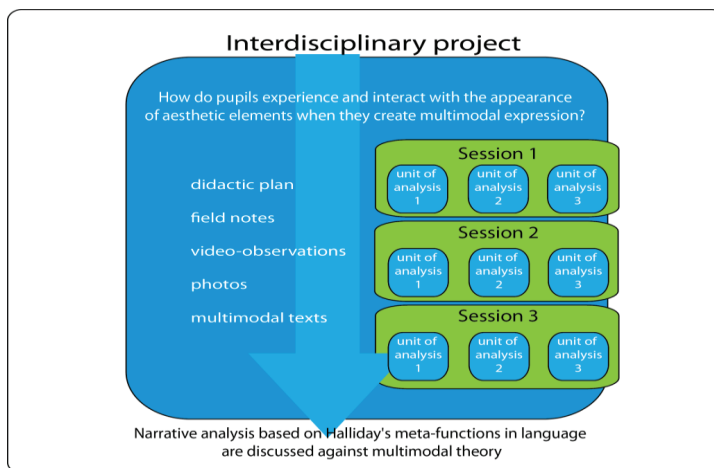 Interdisciplinary project
How do pupils experience and interact with the appearance
of aesthetic elements when they create multimodal expression?
didactic plan
field notes
video-observations
photos
multimodal texts
Session 1
unit of analysis 1
unit of analysis 2
unit of analysis 3
Session 2
unit of analysis 1
unit of analysis 2
unit of analysis 3
Session 3
unit of analysis 1
unit of analysis 2
unit of analysis 3
Narrative analysis based on Halliday's meta-functions in language
are discussed against multimodal theory